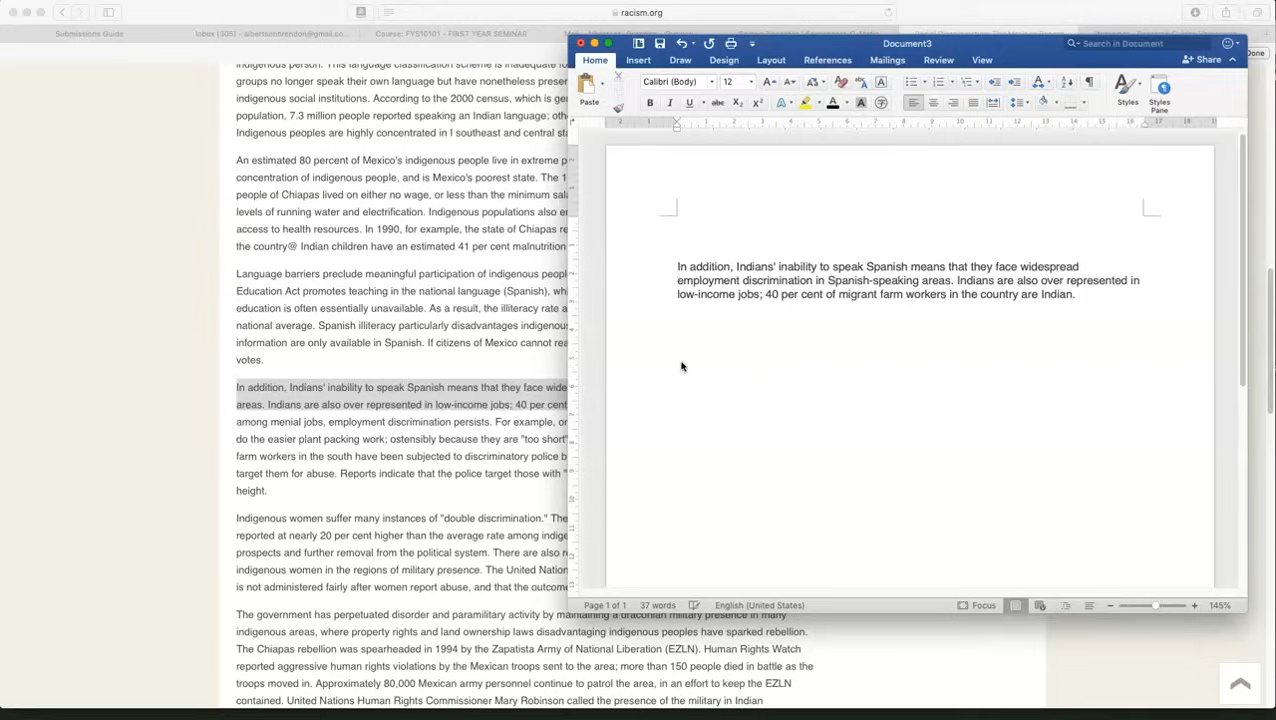 racism.org
Submissions Guide
Inbox (305) - albertsonbrendon@gmail.co...
Course: FYS10101 - FIRST YEAR SEMINAR
Done
indigenous person. This language classification scheme is inadequate fo
groups no longer speak their own language but have nonetheless preser
indigenous social institutions. According to the 2000 census, which is gen
population, 7.3 million people reported speaking an Indian language; othe
Indigenous peoples are highly concentrated in I southeast and central sta
An estimated 80 percent of Mexico's indigenous people live in extreme p
concentration of indigenous people, and is Mexico's poorest state. The 1
people of Chiapas lived on either no wage, or less than the minimum sala
levels of running water and electrification. Indigenous populations also en
access to health resources. In 1990, for example, the state of Chiapas re
the country@ Indian children have an estimated 41 per cent malnutrition
Language barriers preclude meaningful participation of indigenous peopl
Education Act promotes teaching in the national language (Spanish), whi
education is often essentially unavailable. As a result, the illiteracy rate a
national average. Spanish illiteracy particularly disadvantages indigenous
information are only available in Spanish. If citizens of Mexico cannot rea
votes.
In addition, Indians' inability to speak Spanish means that they face wide
areas. Indians are also over represented in low-income jobs; 40 per cent
among menial jobs, employment discrimination persists. For example, on
do the easier plant packing work; ostensibly because they are "too short"
farm workers in the south have been subjected to discriminatory police b
target them for abuse. Reports indicate that the police target those with "
height.
Indigenous women suffer many instances of "double discrimination." The
reported at nearly 20 per cent higher than the average rate among indige
prospects and further removal from the political system. There are also re
indigenous women in the regions of military presence. The United Nation
is not administered fairly after women report abuse, and that the outcome
The government has perpetuated disorder and paramilitary activity by maintaining a draconian military presence in many
indigenous areas, where property rights and land ownership laws disadvantaging indigenous peoples have sparked rebellion.
The Chiapas rebellion was spearheaded in 1994 by the Zapatista Army of National Liberation (EZLN). Human Rights Watch
reported aggressive human rights violations by the Mexican troops sent to the area; more than 150 people died in battle as the
troops moved in. Approximately 80,000 Mexican army personnel continue to patrol the area, in an effort to keep the EZLN
contained. United Nations Human Rights Commissioner Mary Robinson called the presence of the military in Indian
Document3
Search in Document
Home Insert Draw Design Layout References Mailings Review View
Share
Paste
Calibri (Body) 12
Styles
Styles Pane
In addition, Indians' inability to speak Spanish means that they face widespread
employment discrimination in Spanish-speaking areas. Indians are also over represented in
low-income jobs; 40 per cent of migrant farm workers in the country are Indian.
Page 1 of 1 37 words English (United States) Focus 145%